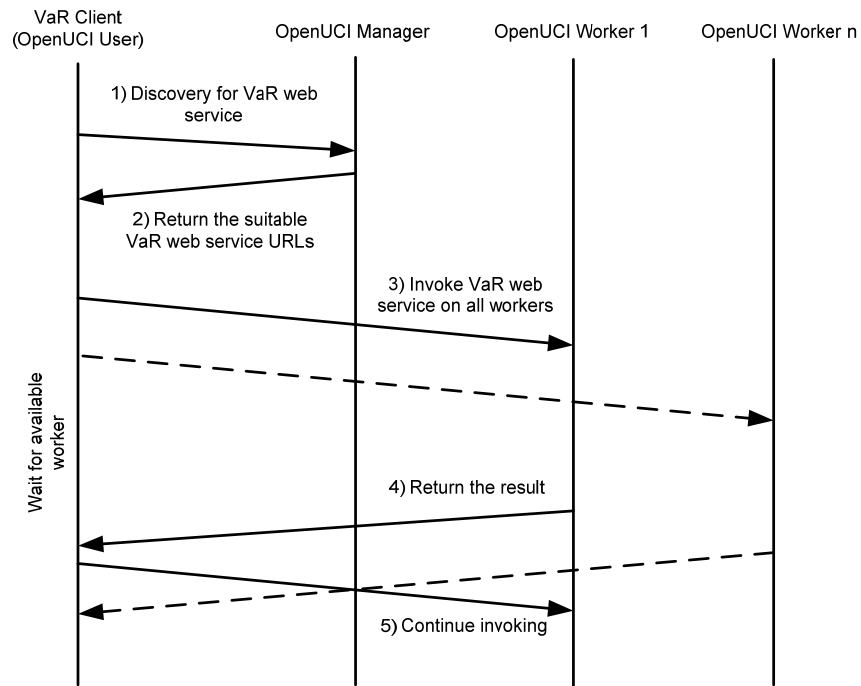 VaR Client
(OpenUCI User)
OpenUCI Manager
OpenUCI Worker 1
OpenUCI Worker n
1) Discovery for VaR web
service
2) Return the suitable
VaR web service URLs
3) Invoke VaR web
service on all workers
Wait for available
worker
4) Return the result
5) Continue invoking